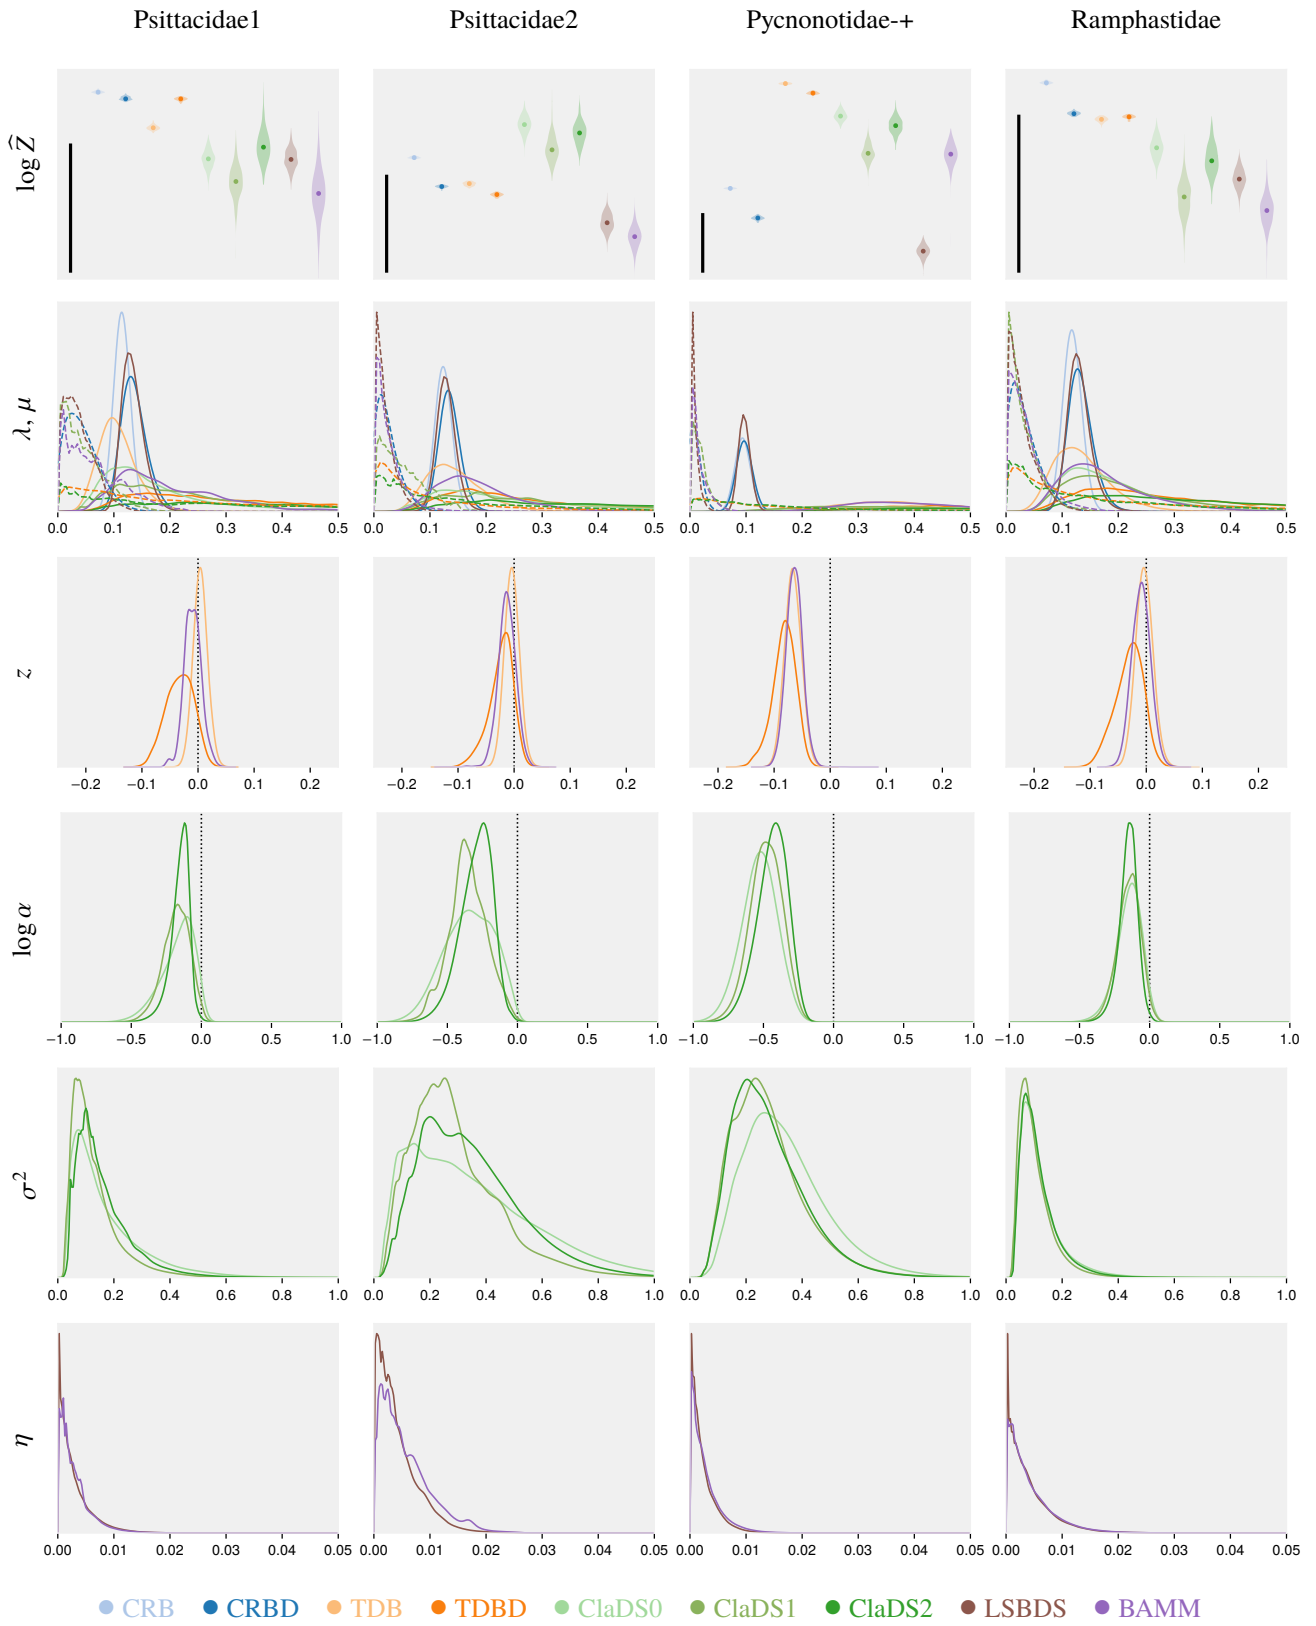 Psittacidae1 Psittacidae2 Pycnonotidae-+ Ramphastidae
log Ẑ
λ, μ
0.0 0.1 0.2 0.3 0.4 0.5 0.0 0.1 0.2 0.3 0.4 0.5 0.0 0.1 0.2 0.3 0.4 0.5 0.0 0.1 0.2 0.3 0.4 0.5
z
−0.2 −0.1 0.0 0.1 0.2 −0.2 −0.1 0.0 0.1 0.2 −0.2 −0.1 0.0 0.1 0.2 −0.2 −0.1 0.0 0.1 0.2
log α
−1.0 −0.5 0.0 0.5 1.0 −1.0 −0.5 0.0 0.5 1.0 −1.0 −0.5 0.0 0.5 1.0 −1.0 −0.5 0.0 0.5 1.0
σ²
0.0 0.2 0.4 0.6 0.8 1.0 0.0 0.2 0.4 0.6 0.8 1.0 0.0 0.2 0.4 0.6 0.8 1.0 0.0 0.2 0.4 0.6 0.8 1.0
η
0.00 0.01 0.02 0.03 0.04 0.05 0.00 0.01 0.02 0.03 0.04 0.05 0.00 0.01 0.02 0.03 0.04 0.05 0.00 0.01 0.02 0.03 0.04 0.05
CRB CRBD TDB TDBD ClaDS0 ClaDS1 ClaDS2 LSBDS BAMM